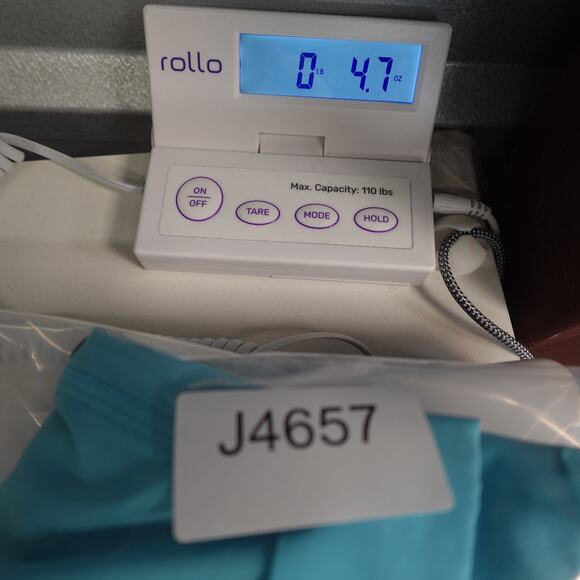 rollo
0 LB 4.7 OZ
Max. Capacity: 110 lbs
ON
OFF
TARE
MODE
HOLD
J4657